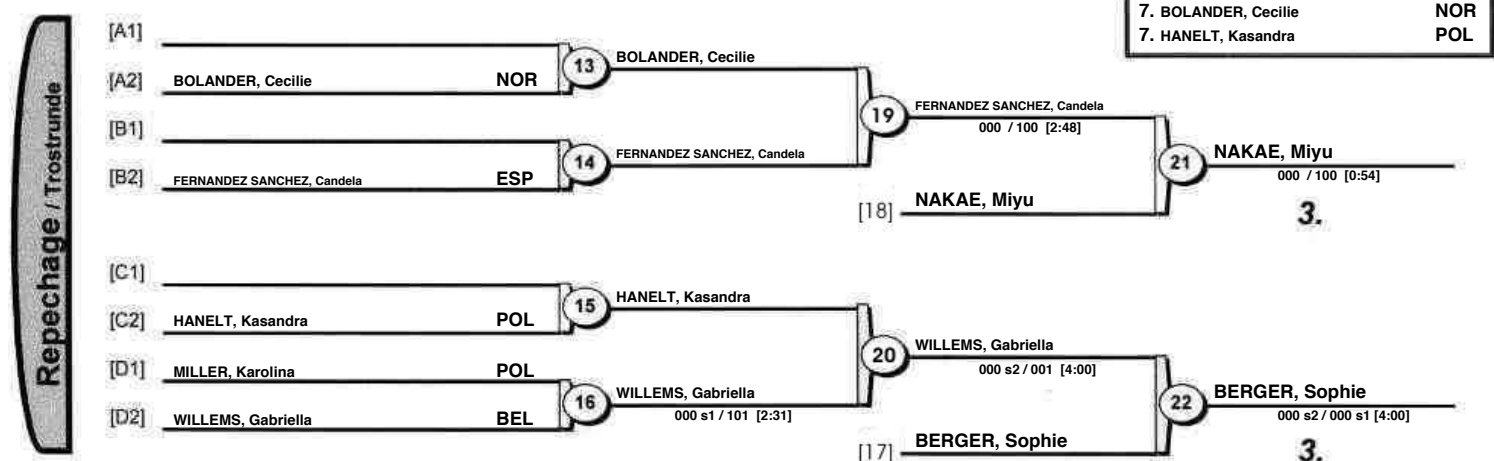 7. BOLANDER, Cecilie NOR
7. HANELT, Kasandra POL
Repechage / Trostrunde
[A1]
[A2] BOLANDER, Cecilie NOR
13 BOLANDER, Cecilie
[B1]
[B2] FERNANDEZ SANCHEZ, Candela ESP
14 FERNANDEZ SANCHEZ, Candela
19 FERNANDEZ SANCHEZ, Candela
000 / 100 [2:48]
[18] NAKAE, Miyu
21 NAKAE, Miyu
000 / 100 [0:54]
3.
[C1]
[C2] HANELT, Kasandra POL
15 HANELT, Kasandra
[D1] MILLER, Karolina POL
[D2] WILLEMS, Gabriella BEL
16 WILLEMS, Gabriella
000 s1 / 101 [2:31]
20 WILLEMS, Gabriella
000 s2 / 001 [4:00]
[17] BERGER, Sophie
22 BERGER, Sophie
000 s2 / 000 s1 [4:00]
3.